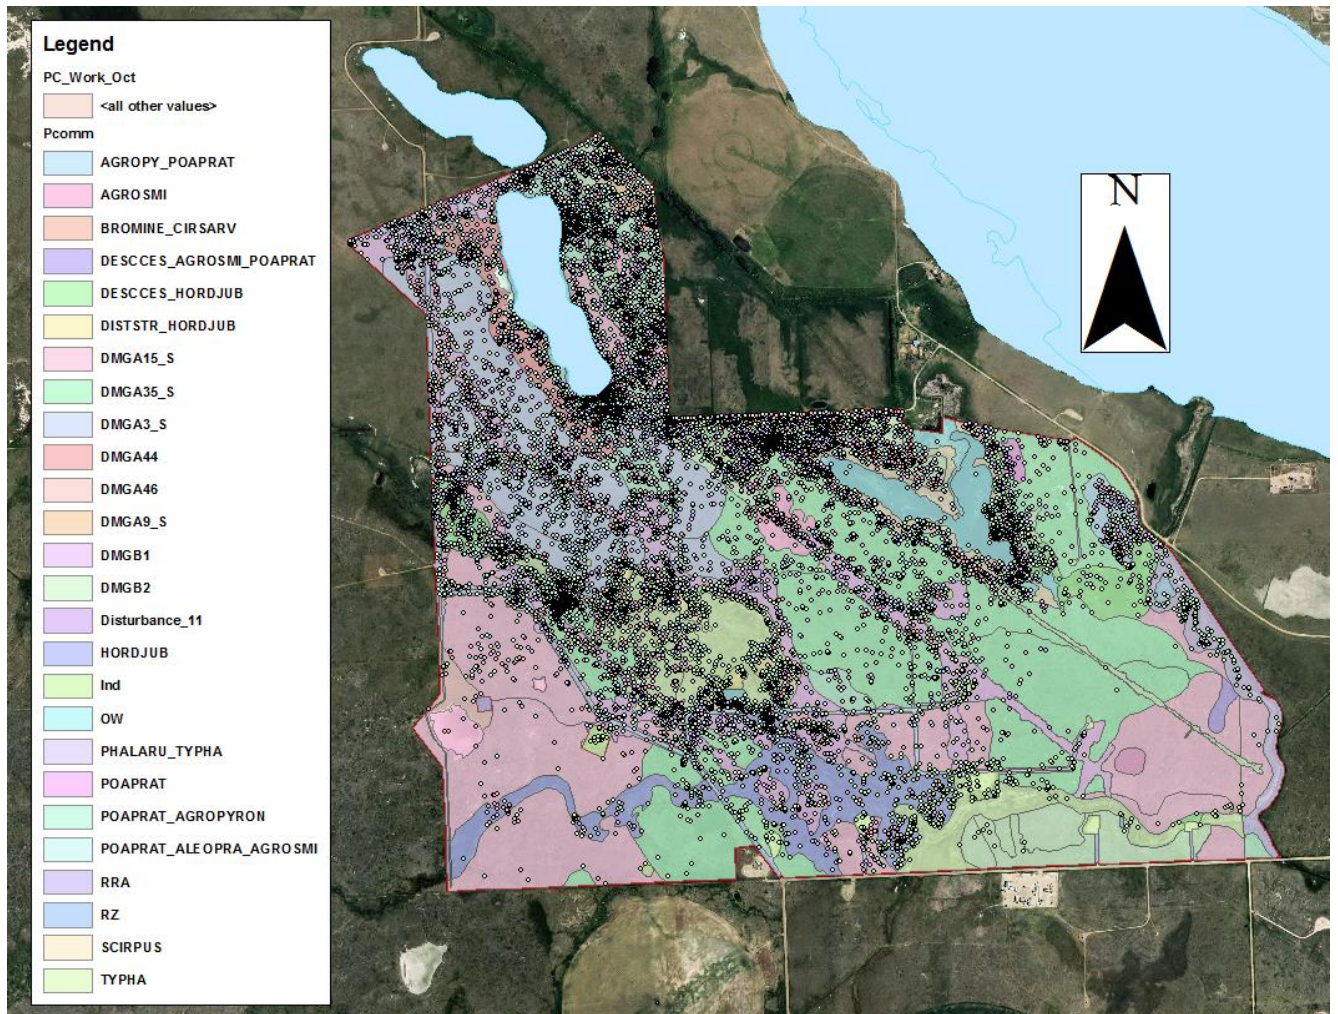 Legend
PC_Work_Oct
<all other values>
Pcomm
AGROPY_POAPRAT
AGROSMI
BROMINE_CIRSARV
DESCCES_AGROSMI_POAPRAT
DESCCES_HORDJUB
DISTSTR_HORDJUB
DMGA15_S
DMGA35_S
DMGA3_S
DMGA44
DMGA46
DMGA9_S
DMGB1
DMGB2
Disturbance_11
HORDJUB
Ind
OW
PHALARU_TYPHA
POAPRAT
POAPRAT_AGROPYRON
POAPRAT_ALEOPRA_AGROSMI
RRA
RZ
SCIRPUS
TYPHA
N